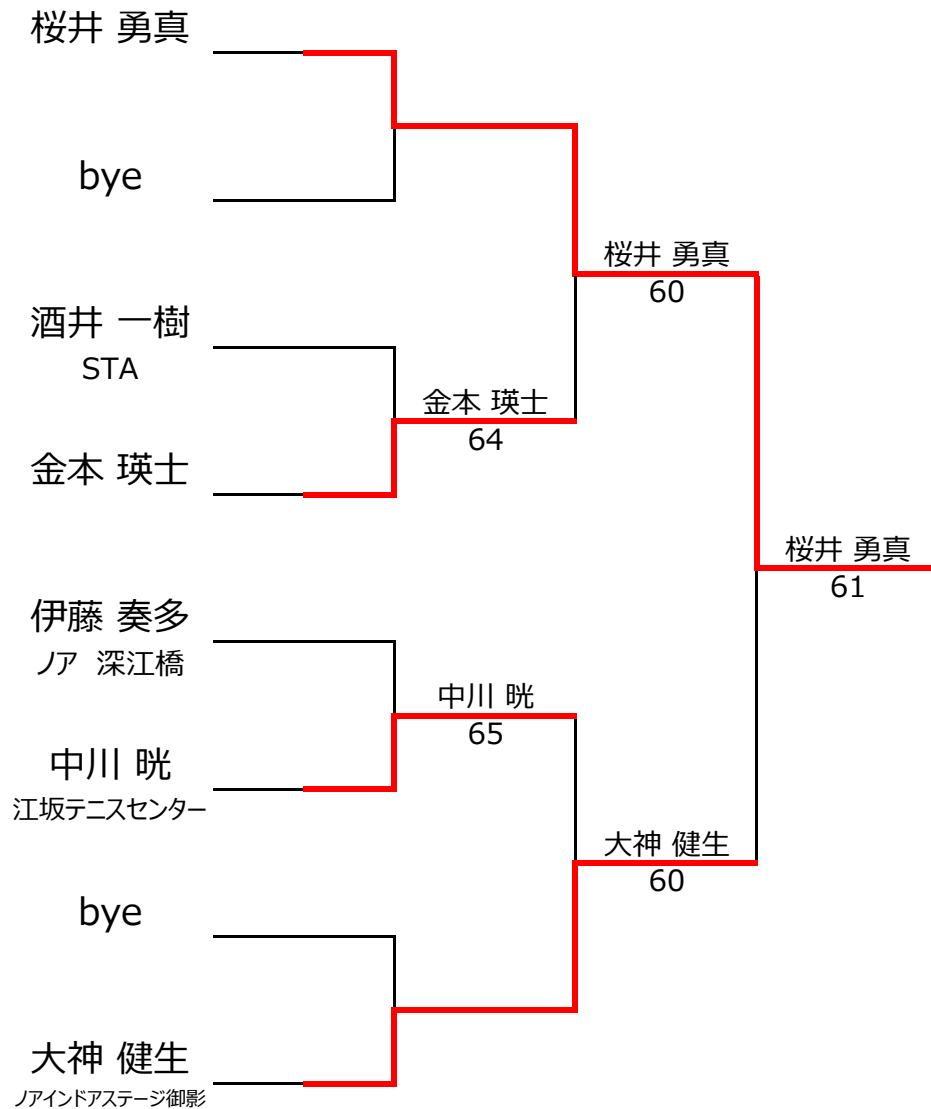 桜井 勇真
bye
桜井 勇真
60
酒井 一樹
STA
金本 瑛士
64
金本 瑛士
桜井 勇真
61
伊藤 奏多
ノア 深江橋
中川 晄
65
中川 晄
江坂テニスセンター
大神 健生
60
bye
大神 健生
ノアインドアステージ御影